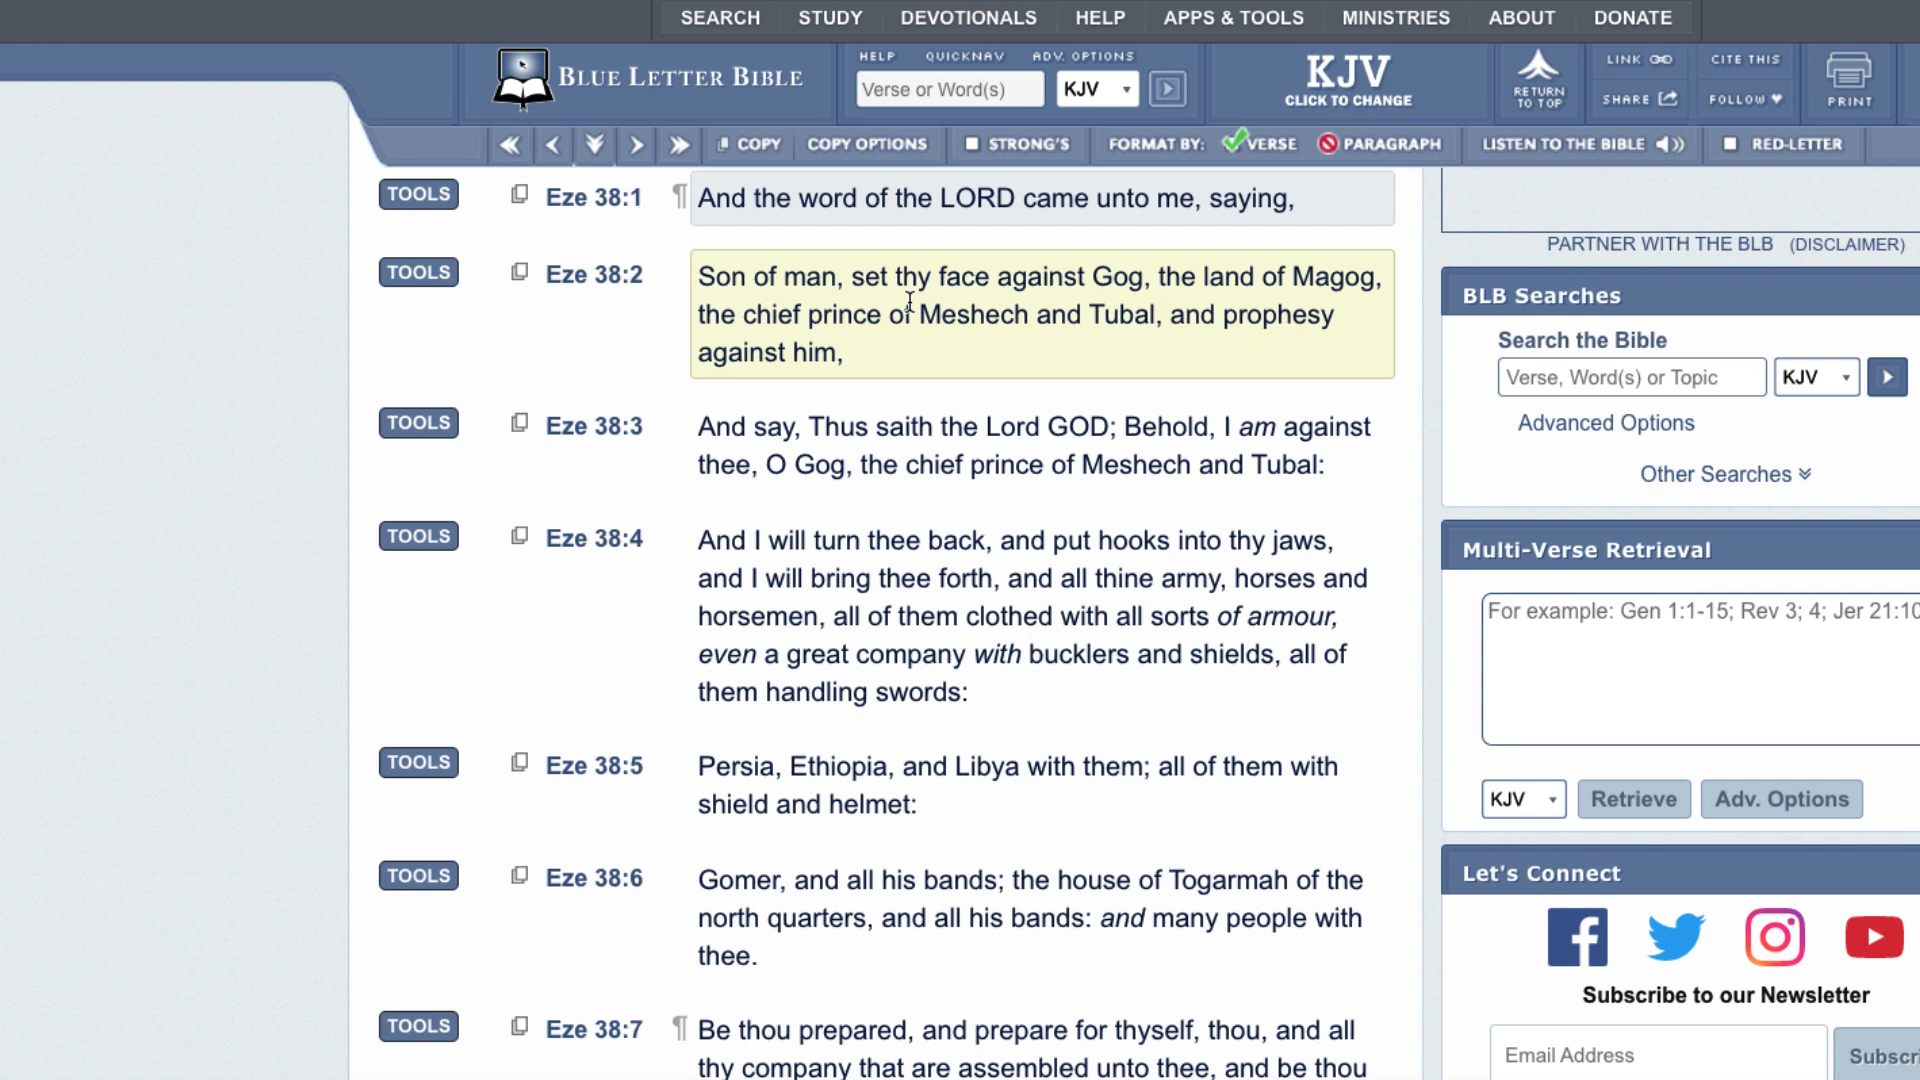 SEARCH STUDY DEVOTIONALS HELP APPS & TOOLS MINISTRIES ABOUT DONATE
BLUE LETTER BIBLE
HELP QUICKNAV ADV. OPTIONS
Verse or Word(s) KJV
KJV
CLICK TO CHANGE
RETURN
TO TOP
LINK
SHARE
CITE THIS
FOLLOW
PRINT
COPY COPY OPTIONS STRONG'S FORMAT BY: VERSE PARAGRAPH LISTEN TO THE BIBLE RED-LETTER
TOOLS Eze 38:1 ¶ And the word of the LORD came unto me, saying,
TOOLS Eze 38:2 Son of man, set thy face against Gog, the land of Magog,
the chief prince of Meshech and Tubal, and prophesy
against him,
TOOLS Eze 38:3 And say, Thus saith the Lord GOD; Behold, I am against
thee, O Gog, the chief prince of Meshech and Tubal:
TOOLS Eze 38:4 And I will turn thee back, and put hooks into thy jaws,
and I will bring thee forth, and all thine army, horses and
horsemen, all of them clothed with all sorts of armour,
even a great company with bucklers and shields, all of
them handling swords:
TOOLS Eze 38:5 Persia, Ethiopia, and Libya with them; all of them with
shield and helmet:
TOOLS Eze 38:6 Gomer, and all his bands; the house of Togarmah of the
north quarters, and all his bands: and many people with
thee.
TOOLS Eze 38:7 ¶ Be thou prepared, and prepare for thyself, thou, and all
thy company that are assembled unto thee, and be thou
PARTNER WITH THE BLB (DISCLAIMER)
BLB Searches
Search the Bible
Verse, Word(s) or Topic KJV
Advanced Options
Other Searches
Multi-Verse Retrieval
For example: Gen 1:1-15; Rev 3; 4; Jer 21:10
KJV Retrieve Adv. Options
Let's Connect
Subscribe to our Newsletter
Email Address Subscri